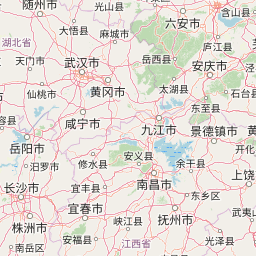 随州市
光山县
六安市
含山县
大悟县
麻城市
湖北省
庐江县
岳西县
天门市
武汉市
安庆市
仙桃市
黄冈市
太湖县
石台县
东至县
咸宁市
九江市
景德镇市
岳阳市
安义县
开化
汨罗市
修水县
余干县
长沙市
宜丰县
南昌市
上饶
东乡区
宜春市
株洲市
峡江县
抚州市
武夷
安福县
江西省
光泽县
南岳区